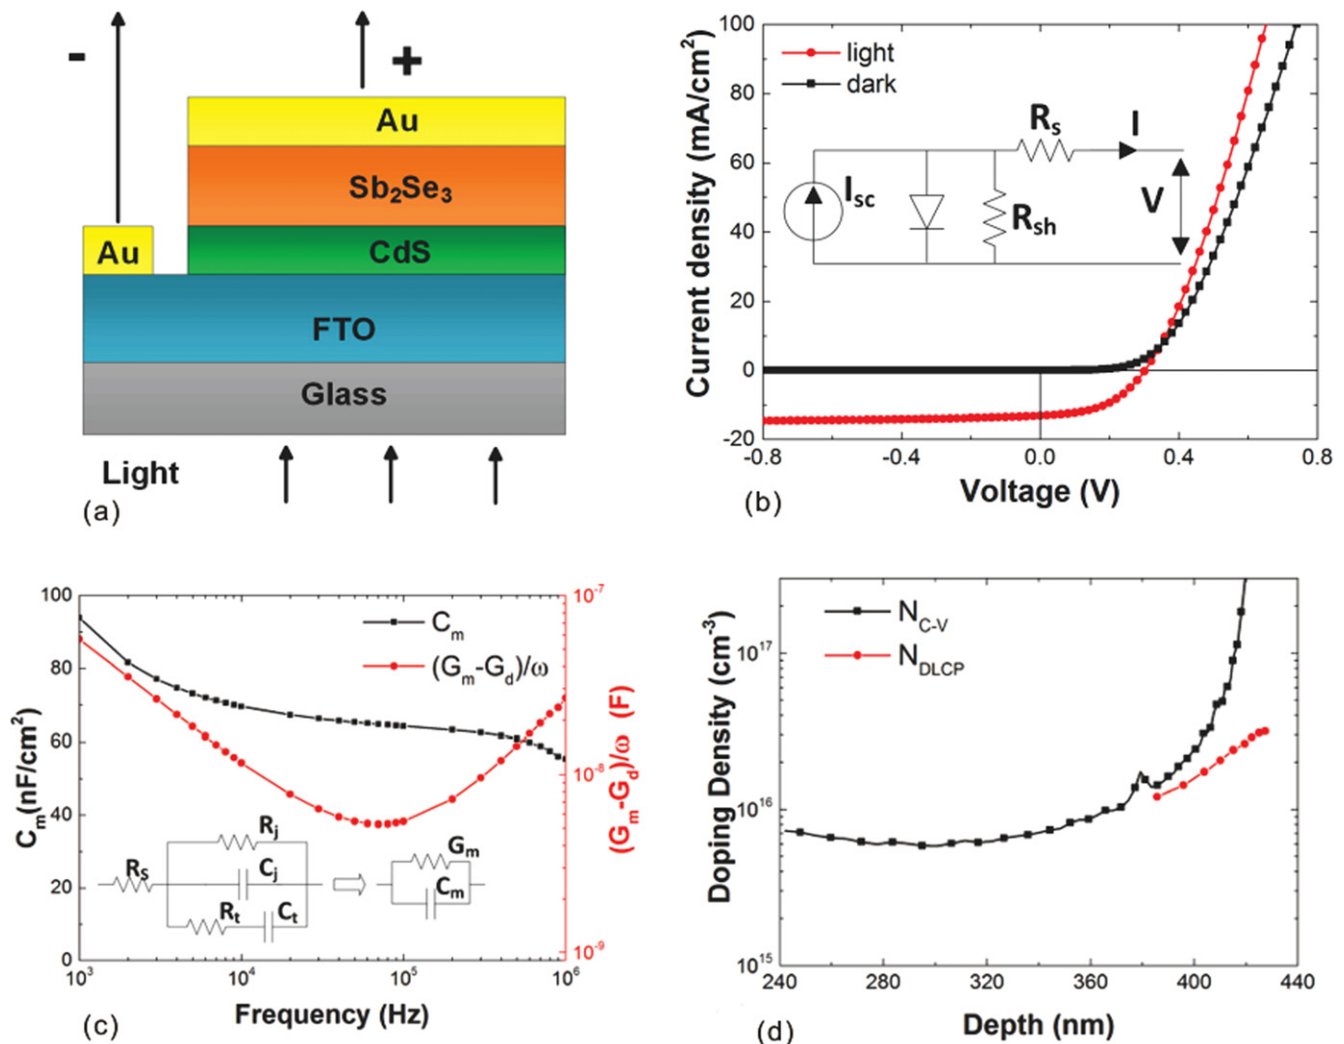 -
+
Au
Sb₂Se₃
Au
CdS
FTO
Glass
Light
(a)
Current density (mA/cm²)
100
80
60
40
20
0
-20
light
dark
Rₛ
I
Isc
Rsh
V
-0.8
-0.4
0.0
0.4
0.8
Voltage (V)
(b)
Cm(nF/cm²)
100
80
60
40
20
0
Cm
(Gm-Gd)/ω
Rj
Rs
Cj
Rt
Ct
Gm
Cm
10⁻⁷
10⁻⁸
10⁻⁹
(Gm-Gd)/ω (F)
10³
10⁴
10⁵
10⁶
Frequency (Hz)
(c)
Doping Density (cm⁻³)
10¹⁷
10¹⁶
10¹⁵
NC-V
NDLCP
240
280
320
360
400
440
Depth (nm)
(d)